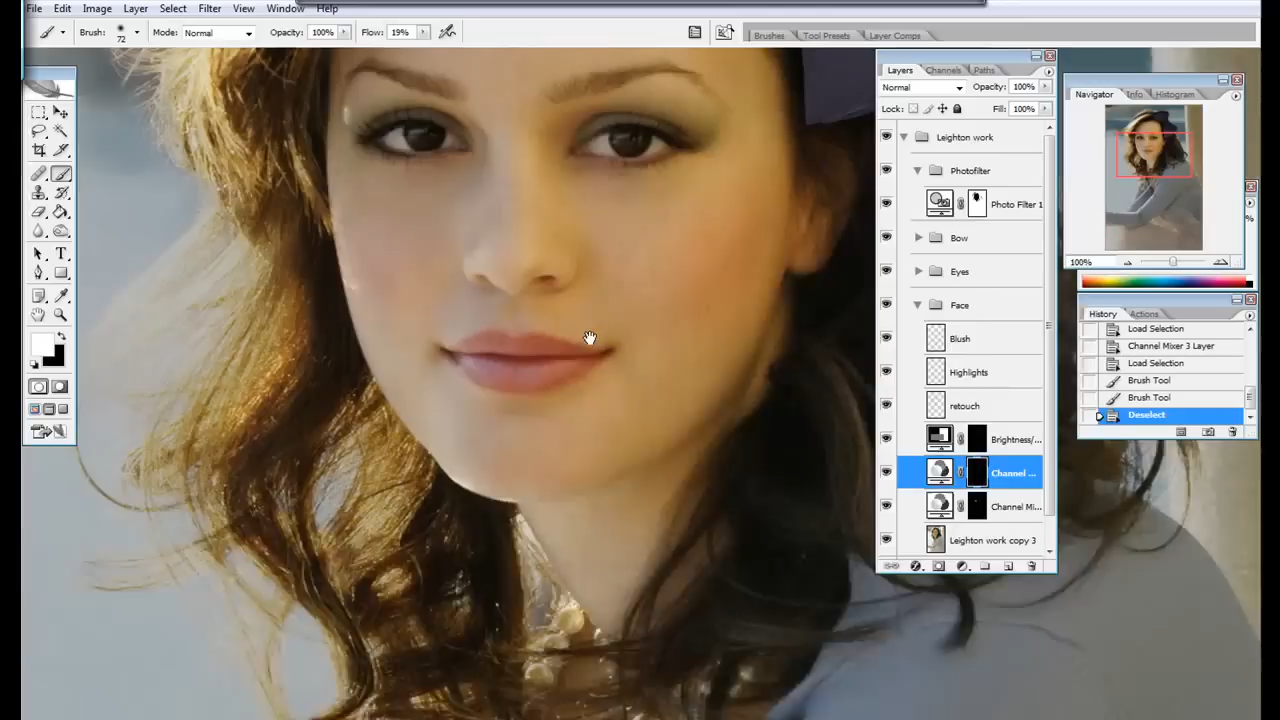 File Edit Image Layer Select Filter View Window Help
Brush: 72 Mode: Normal Opacity: 100% Flow: 19% Brushes Tool Presets Layer Comps
Layers Channels Paths
Normal Opacity: 100%
Lock: Fill: 100%
Leighton work
Photofilter
Photo Filter 1
Bow
Eyes
Face
Blush
Highlights
retouch
Brightness/...
Channel ...
Channel Mi...
Leighton work copy 3
Navigator Info Histogram
100%
History Actions
Load Selection
Channel Mixer 3 Layer
Load Selection
Brush Tool
Brush Tool
Deselect